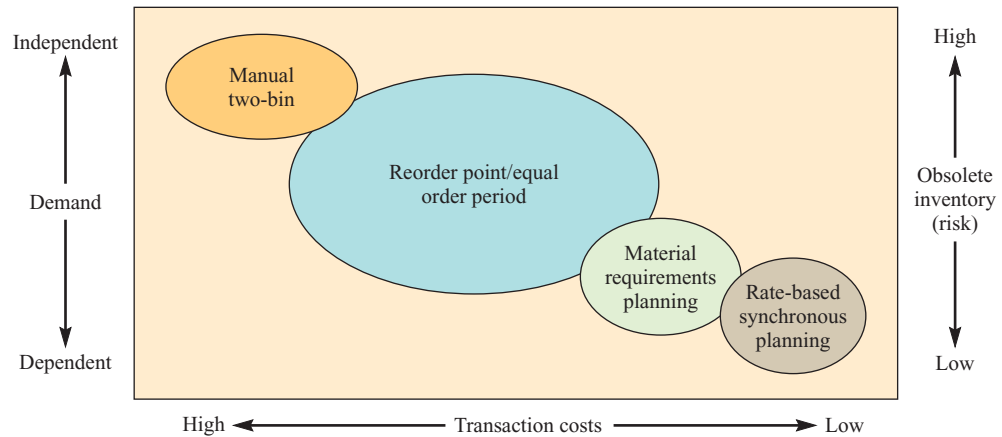 Independent
Demand
Dependent
Manual
two-bin
Reorder point/equal
order period
Material
requirements
planning
Rate-based
synchronous
planning
High
Obsolete
inventory
(risk)
Low
High
Transaction costs
Low